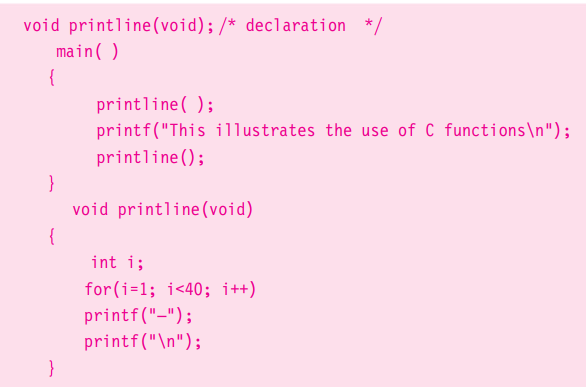 void printline(void); /* declaration */
main( )
{
printline( );
printf("This illustrates the use of C functions\n");
printline();
}
void printline(void)
{
int i;
for(i=1; i<40; i++)
printf("–");
printf("\n");
}